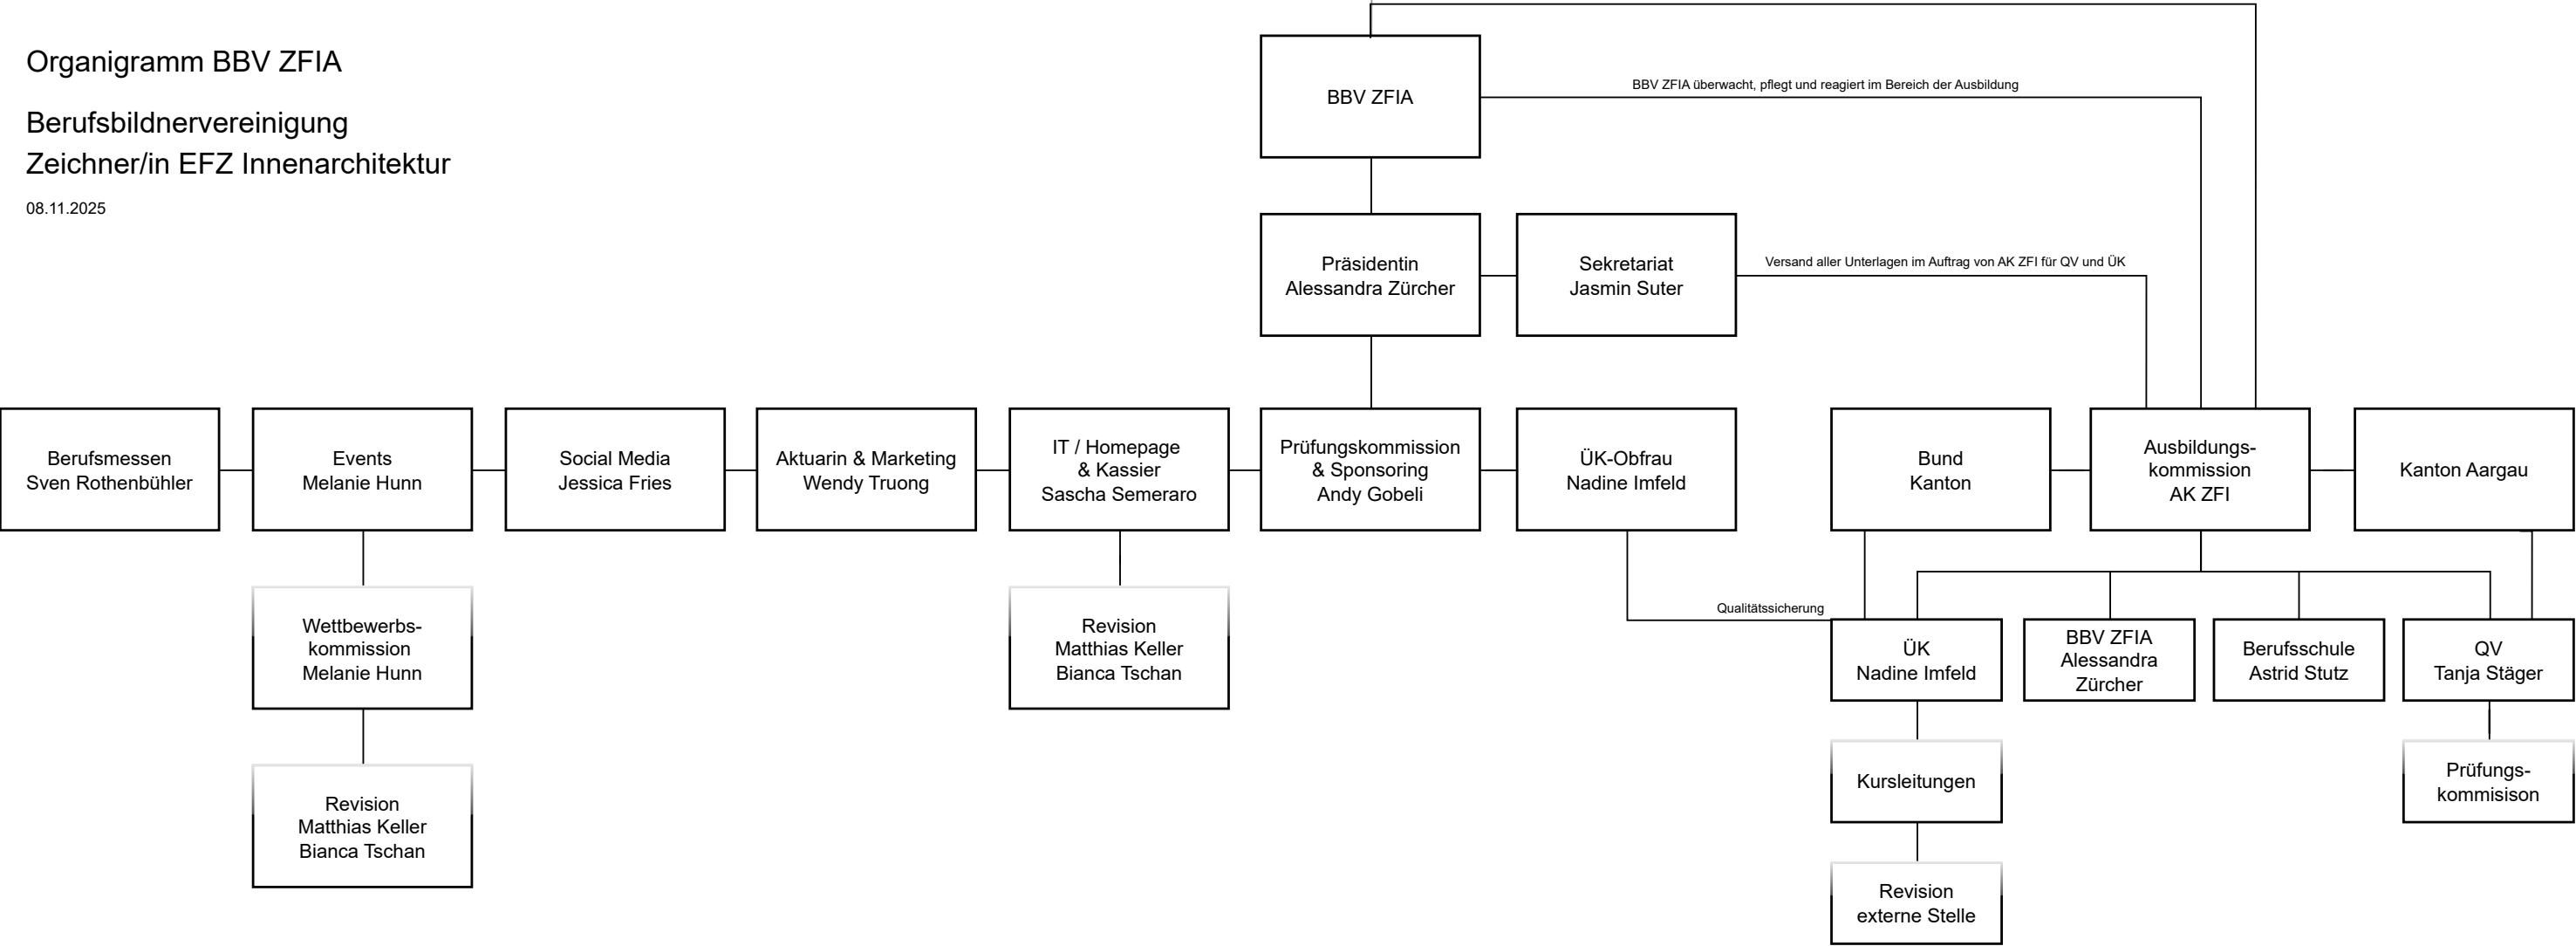 Organigramm BBV ZFIA
Berufsbildnervereinigung
Zeichner/in EFZ Innenarchitektur
08.11.2025
BBV ZFIA
BBV ZFIA überwacht, pflegt und reagiert im Bereich der Ausbildung
Präsidentin
Alessandra Zürcher
Sekretariat
Jasmin Suter
Versand aller Unterlagen im Auftrag von AK ZFI für QV und ÜK
Berufsmessen
Sven Rothenbühler
Events
Melanie Hunn
Social Media
Jessica Fries
Aktuarin & Marketing
Wendy Truong
IT / Homepage
& Kassier
Sascha Semeraro
Prüfungskommission
& Sponsoring
Andy Gobeli
ÜK-Obfrau
Nadine Imfeld
Bund
Kanton
Ausbildungs-
kommission
AK ZFI
Kanton Aargau
Wettbewerbs-
kommission
Melanie Hunn
Revision
Matthias Keller
Bianca Tschan
Qualitätssicherung
ÜK
Nadine Imfeld
BBV ZFIA
Alessandra
Zürcher
Berufsschule
Astrid Stutz
QV
Tanja Stäger
Revision
Matthias Keller
Bianca Tschan
Kursleitungen
Prüfungs-
kommisison
Revision
externe Stelle